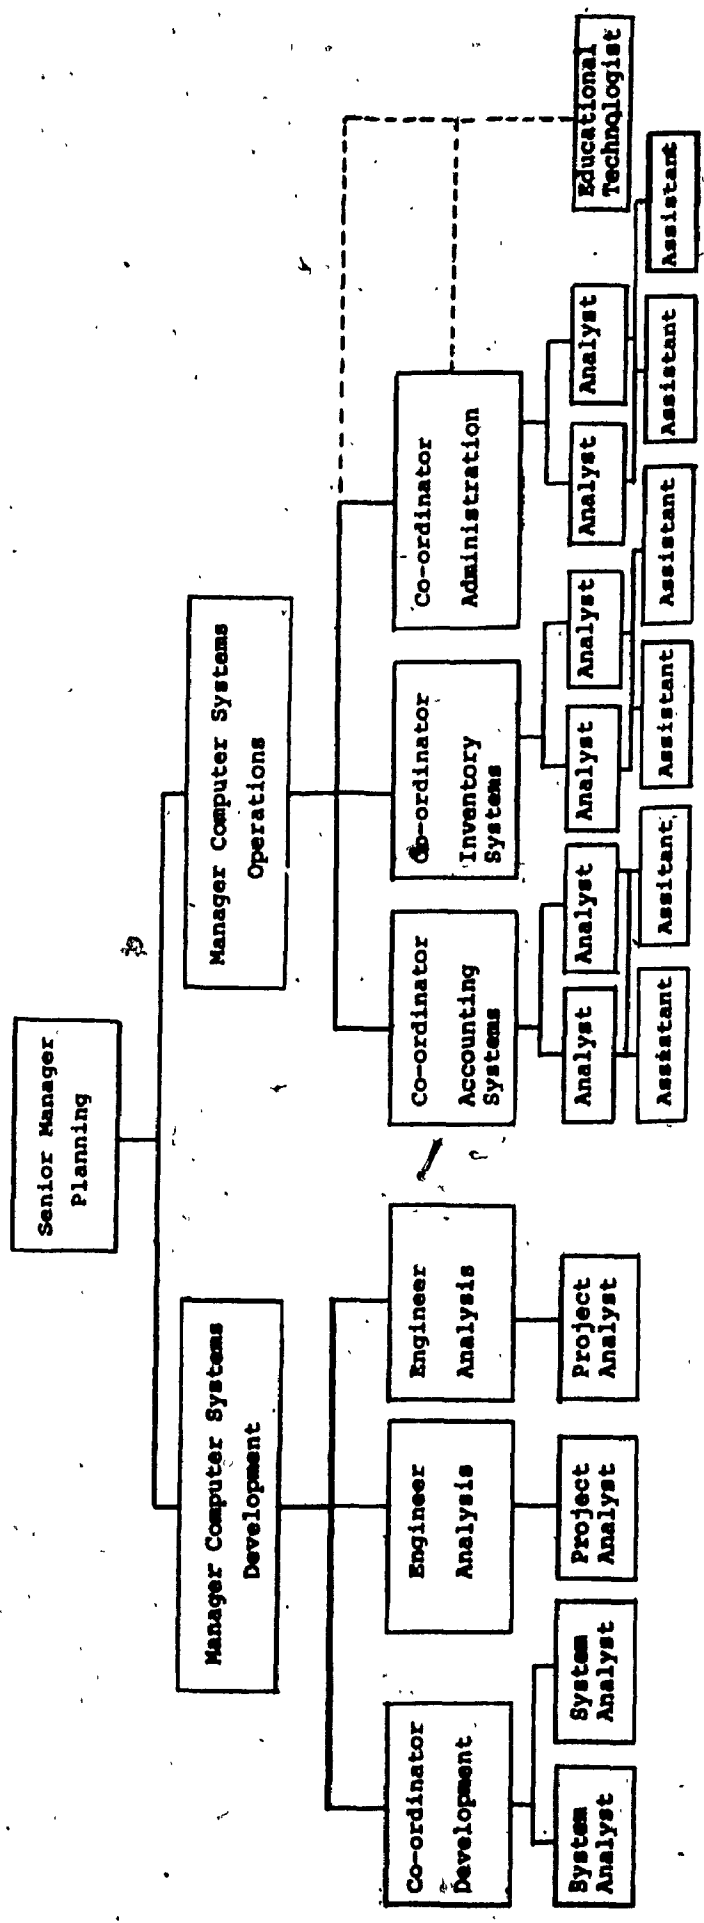 Senior Manager
Planning
Manager Computer Systems
Development
Manager Computer Systems
Operations
Co-ordinator
Development
Engineer
Analysis
Engineer
Analysis
Co-ordinator
Accounting
Systems
Co-ordinator
Inventory
Systems
Co-ordinator
Administration
System
Analyst
System
Analyst
Project
Analyst
Project
Analyst
Analyst
Analyst
Analyst
Analyst
Analyst
Analyst
Educational
Technologist
Assistant
Assitant
Assistant
Assistant
Assistant
Assistant